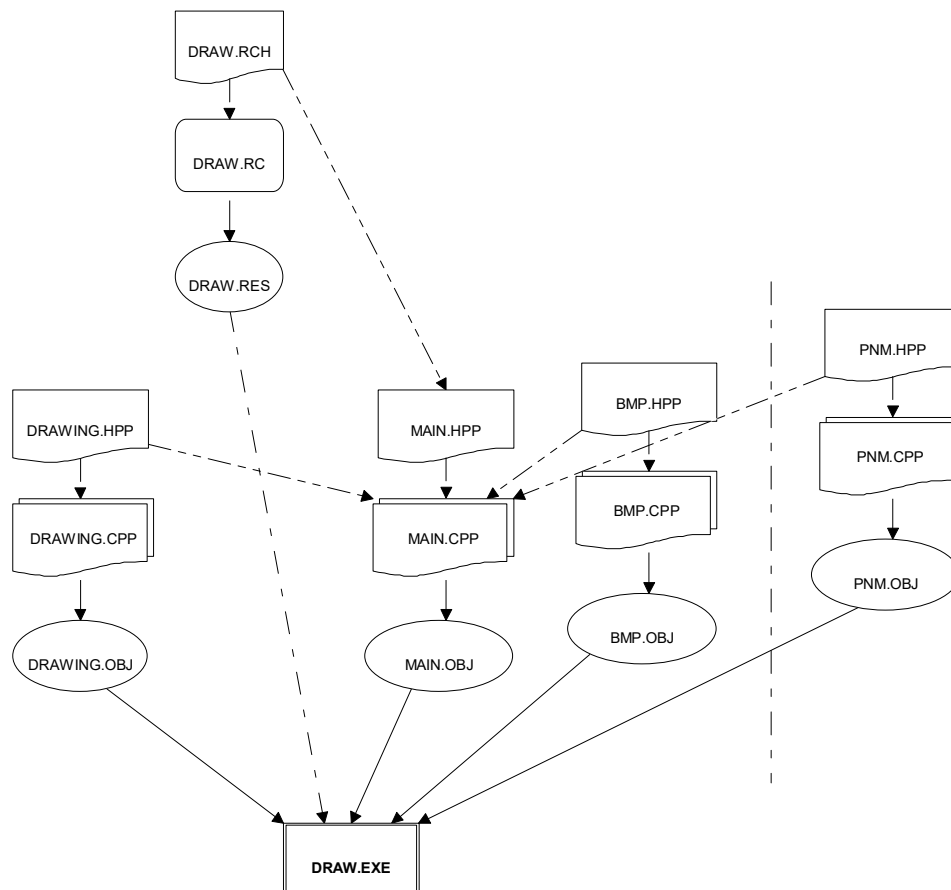 DRAW.RCH
DRAW.RC
DRAW.RES
PNM.HPP
BMP.HPP
DRAWING.HPP
MAIN.HPP
PNM.CPP
BMP.CPP
DRAWING.CPP
MAIN.CPP
PNM.OBJ
BMP.OBJ
DRAWING.OBJ
MAIN.OBJ
DRAW.EXE